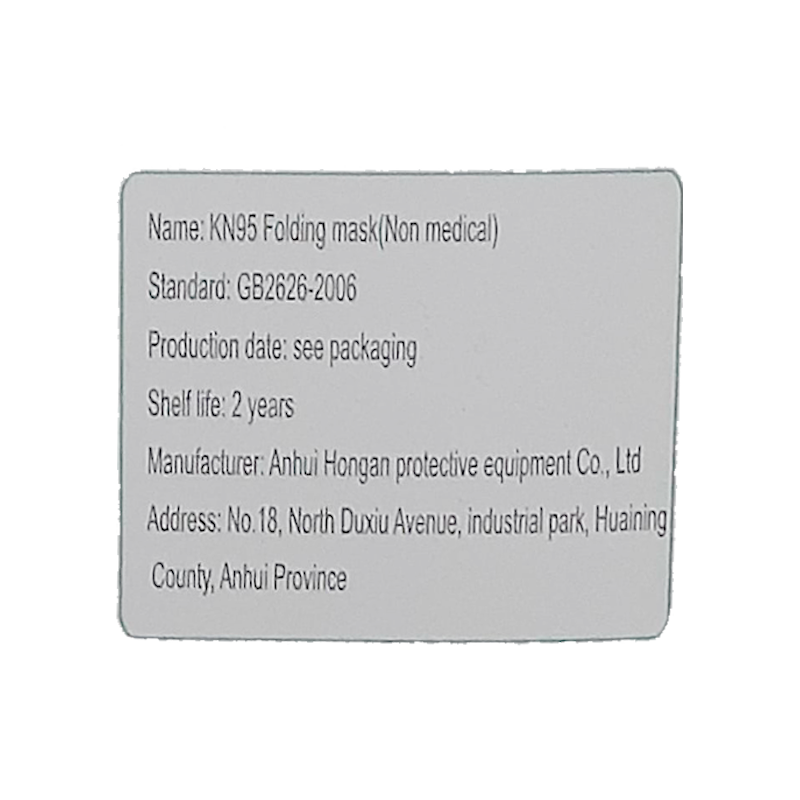 Name: KN95 Folding mask(Non medical)
Standard: GB2626-2006
Production date: see packaging
Shelf life: 2 years
Manufacturer: Anhui Hongan protective equipment Co., Ltd
Address: No.18, North Duxiu Avenue, industrial park, Huaining
County, Anhui Province